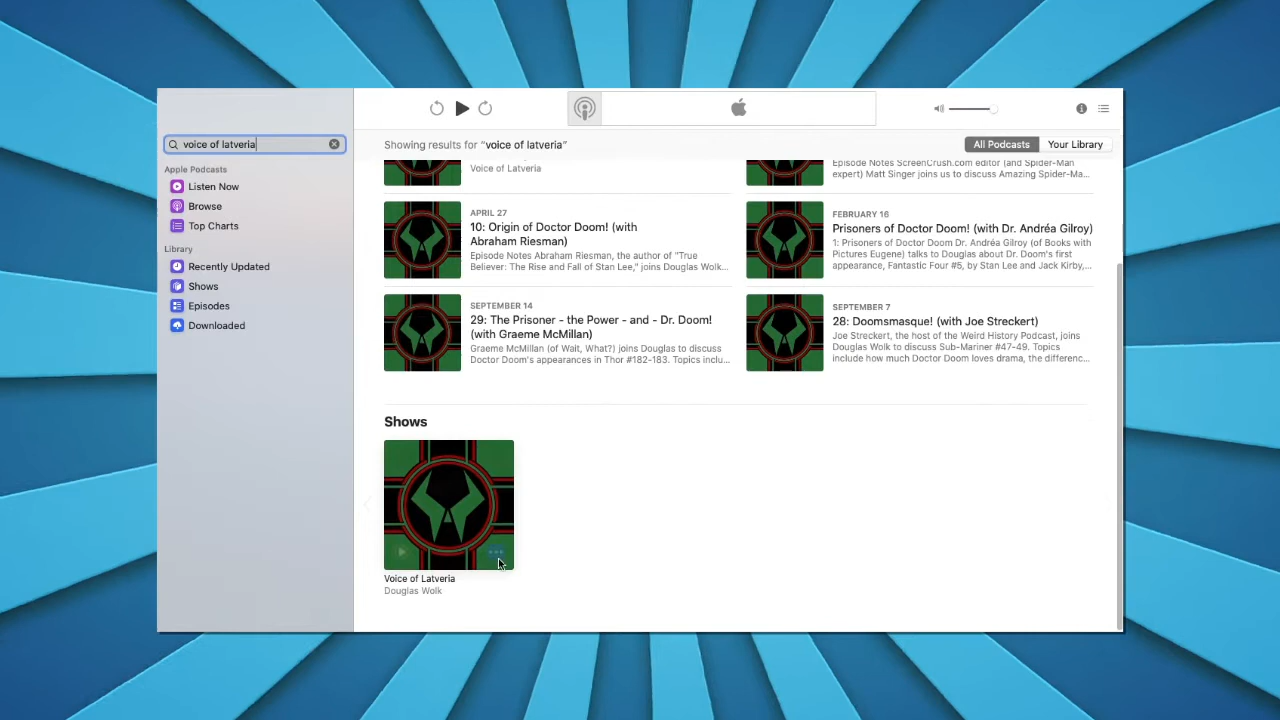 voice of latveria
Apple Podcasts
Listen Now
Browse
Top Charts
Library
Recently Updated
Shows
Episodes
Downloaded
Showing results for “voice of latveria”
All Podcasts
Your Library
Voice of Latveria
Episode Notes ScreenCrush.com editor (and Spider-Man
expert) Matt Singer joins us to discuss Amazing Spider-Ma...
APRIL 27
10: Origin of Doctor Doom! (with
Abraham Riesman)
Episode Notes Abraham Riesman, the author of "True
Believer: The Rise and Fall of Stan Lee," joins Douglas Wolk...
FEBRUARY 16
Prisoners of Doctor Doom! (with Dr. Andréa Gilroy)
1: Prisoners of Doctor Doom Dr. Andréa Gilroy (of Books with
Pictures Eugene) talks to Douglas about Dr. Doom's first
appearance, Fantastic Four #5, by Stan Lee and Jack Kirby,...
SEPTEMBER 14
29: The Prisoner - the Power - and - Dr. Doom!
(with Graeme McMillan)
Graeme McMillan (of Wait, What?) joins Douglas to discuss
Doctor Doom's appearances in Thor #182-183. Topics inclu...
SEPTEMBER 7
28: Doomsmasque! (with Joe Streckert)
Joe Streckert, the host of the Weird History Podcast, joins
Douglas Wolk to discuss Sub-Mariner #47-49. Topics
include how much Doctor Doom loves drama, the differenc...
Shows
Voice of Latveria
Douglas Wolk